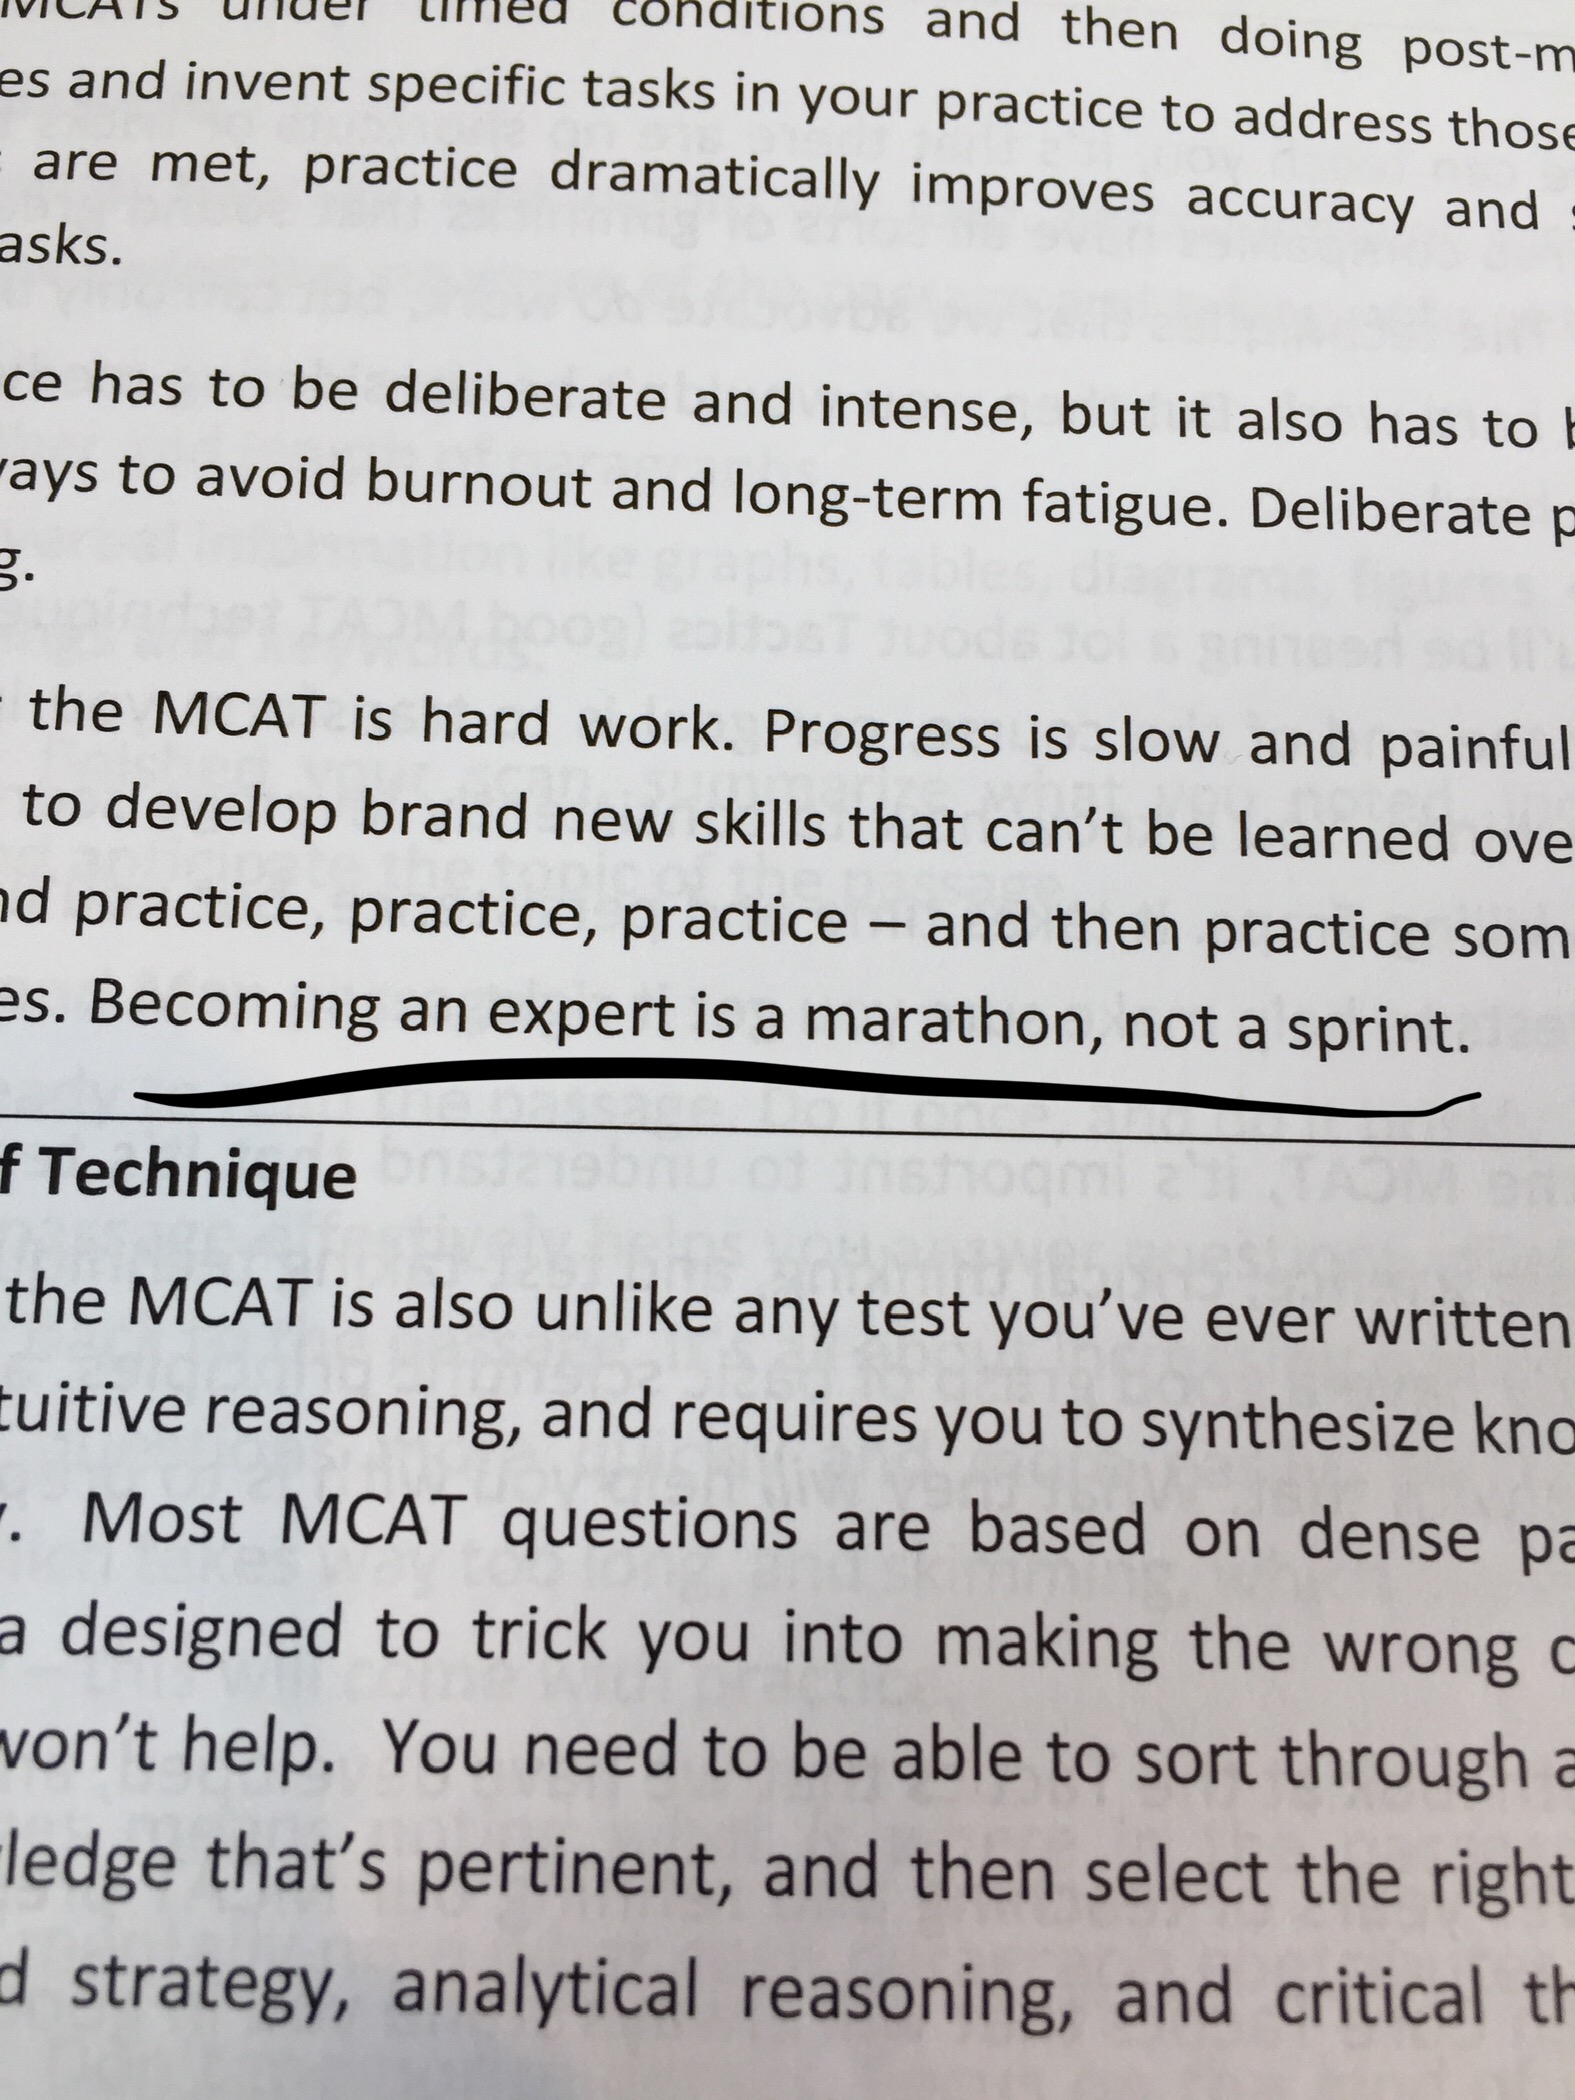 MCATs under timed conditions and then doing post-m
es and invent specific tasks in your practice to address those
are met, practice dramatically improves accuracy and
asks.
ce has to be deliberate and intense, but it also has to b
ays to avoid burnout and long-term fatigue. Deliberate p
g.
the MCAT is hard work. Progress is slow and painful
to develop brand new skills that can't be learned ove
nd practice, practice, practice – and then practice som
es. Becoming an expert is a marathon, not a sprint.
f Technique
the MCAT is also unlike any test you've ever written
tuitive reasoning, and requires you to synthesize kno
y. Most MCAT questions are based on dense pa
a designed to trick you into making the wrong c
won't help. You need to be able to sort through a
ledge that's pertinent, and then select the right
d strategy, analytical reasoning, and critical th